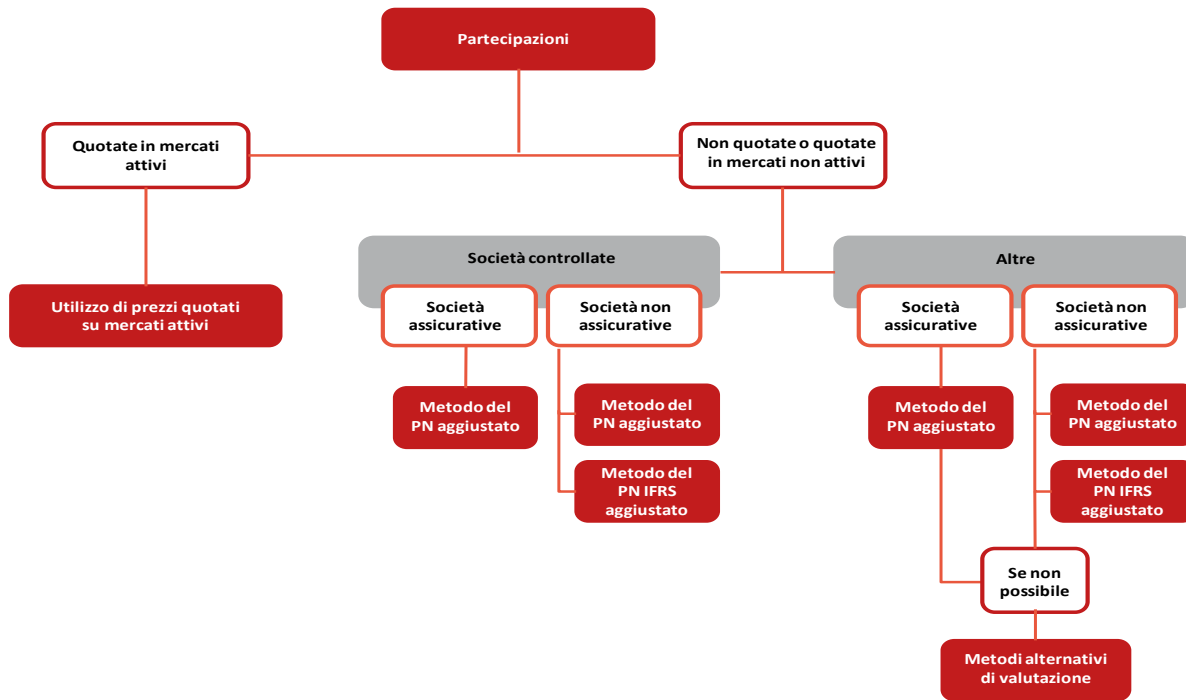 Partecipazioni
Quotate in mercati
attivi
Non quotate o quotate
in mercati non attivi
Utilizzo di prezzi quotati
su mercati attivi
Società controllate
Altre
Società
assicurative
Società non
assicurative
Società
assicurative
Società non
assicurative
Metodo del
PN aggiustato
Metodo del
PN aggiustato
Metodo del
PN IFRS
aggiustato
Metodo del
PN aggiustato
Metodo del
PN aggiustato
Metodo del
PN IFRS
aggiustato
Se non
possibile
Metodi alternativi
di valutazione